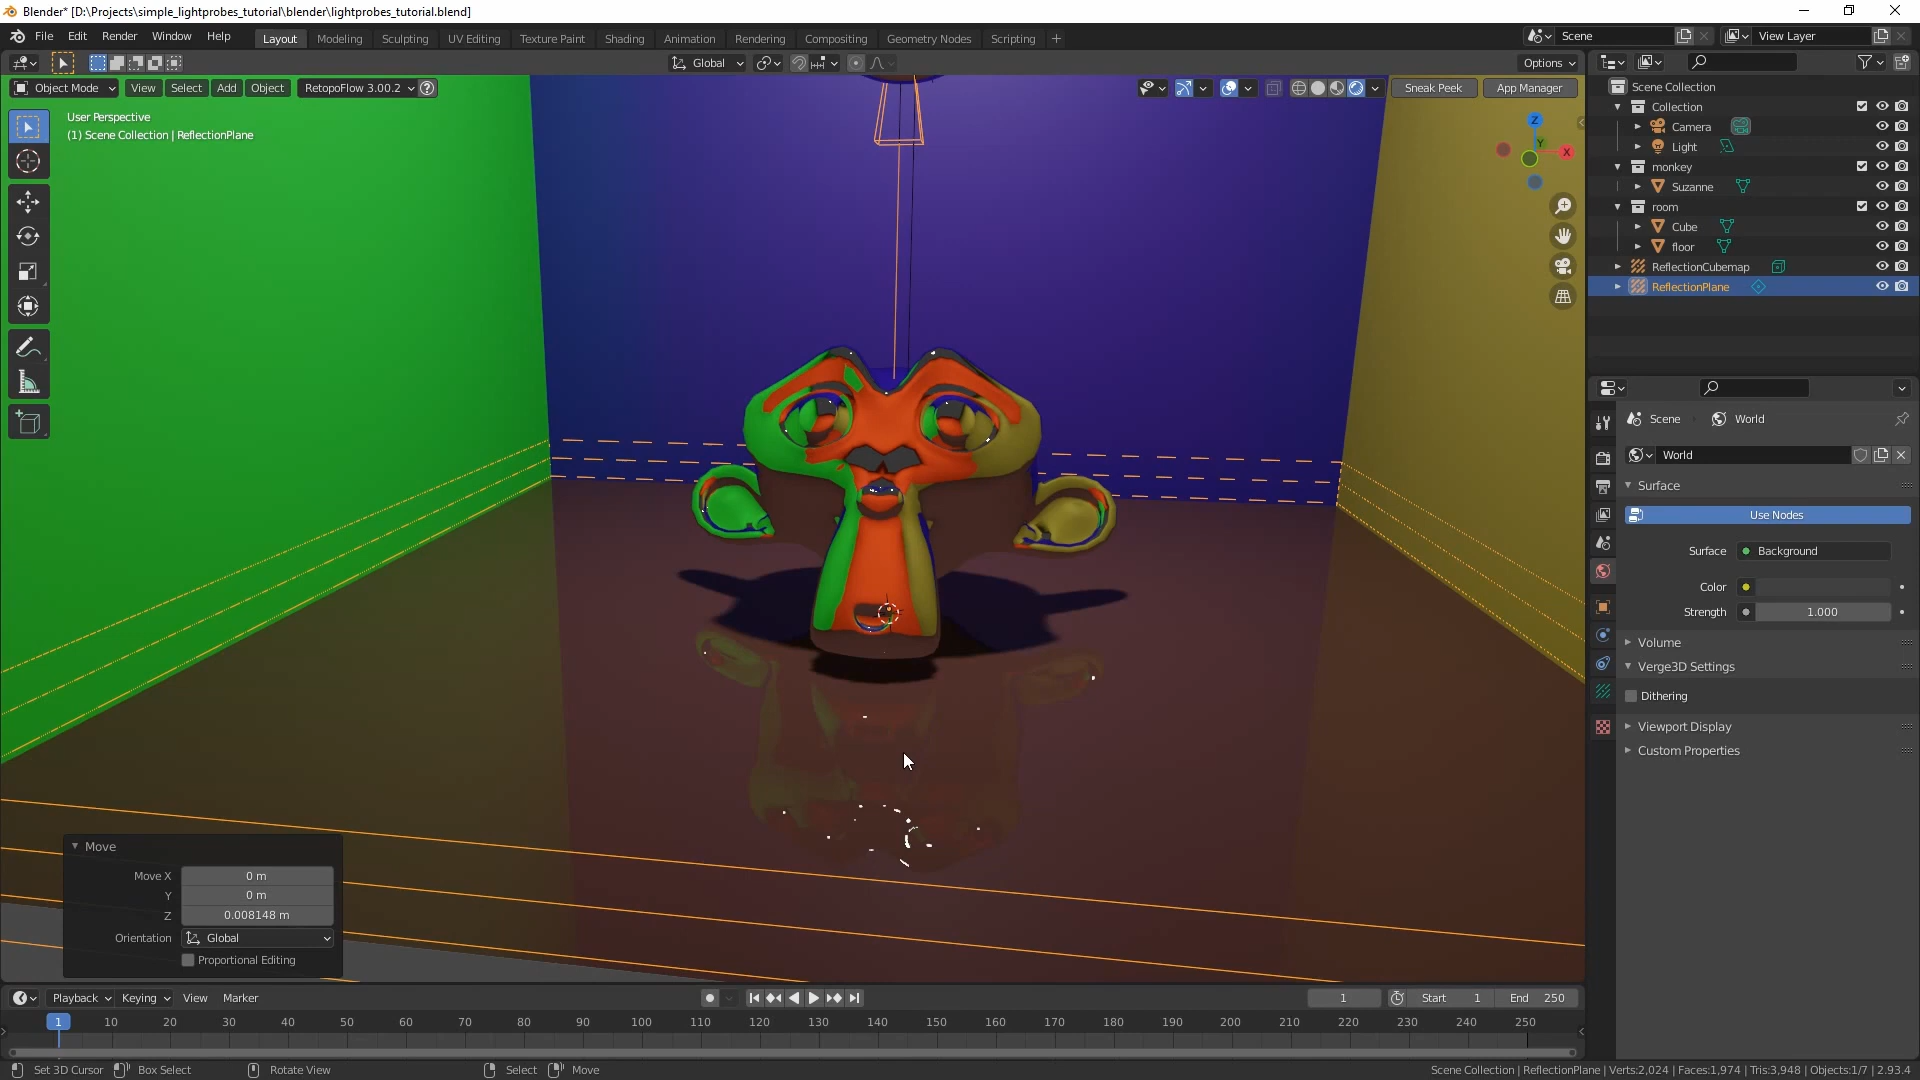 Blender* [D:\Projects\simple_lightprobes_tutorial\blender\lightprobes_tutorial.blend]
File Edit Render Window Help Layout Modeling Sculpting UV Editing Texture Paint Shading Animation Rendering Compositing Geometry Nodes Scripting + Scene View Layer
Global Options
Object Mode View Select Add Object RetopoFlow 3.00.2 ? Sneak Peek App Manager
User Perspective
(1) Scene Collection | ReflectionPlane
Z
Y
X
Scene Collection
Collection
Camera
Light
monkey
Suzanne
room
Cube
floor
ReflectionCubemap
ReflectionPlane
Scene World
World
Surface
Use Nodes
Surface Background
Color
Strength 1.000
Volume
Verge3D Settings
Dithering
Viewport Display
Custom Properties
Move
Move X 0 m
Y 0 m
Z 0.008148 m
Orientation Global
Proportional Editing
Playback Keying View Marker 1 Start 1 End 250
1 10 20 30 40 50 60 70 80 90 100 110 120 130 140 150 160 170 180 190 200 210 220 230 240 250
Set 3D Cursor Box Select Rotate View Select Move Scene Collection | ReflectionPlane | Verts:2,024 | Faces:1,974 | Tris:3,948 | Objects:1/7 | 2.93.4